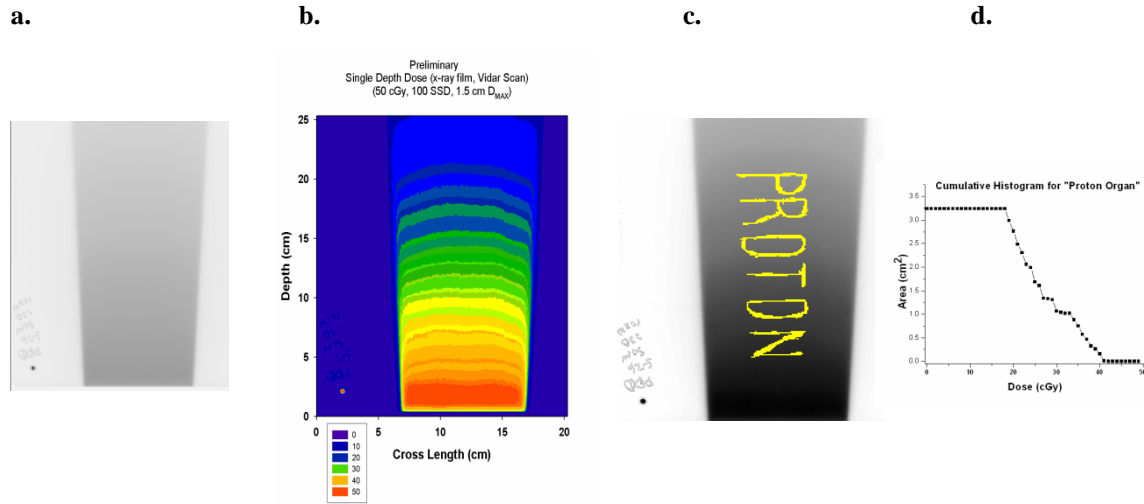 a. b. c. d.
Preliminary
Single Depth Dose (x-ray film, Vidar Scan)
(50 cGy, 100 SSD, 1.5 cm DMAX)
25
20
15
10
5
0
Depth (cm)
0 5 10 15 20
Cross Length (cm)
0
10
20
30
40
50
PROTON
Cumulative Histogram for "Proton Organ"
3.5
3.0
2.5
2.0
1.5
1.0
0.5
0.0
Area (cm2)
0 10 20 30 40 50
Dose (cGy)